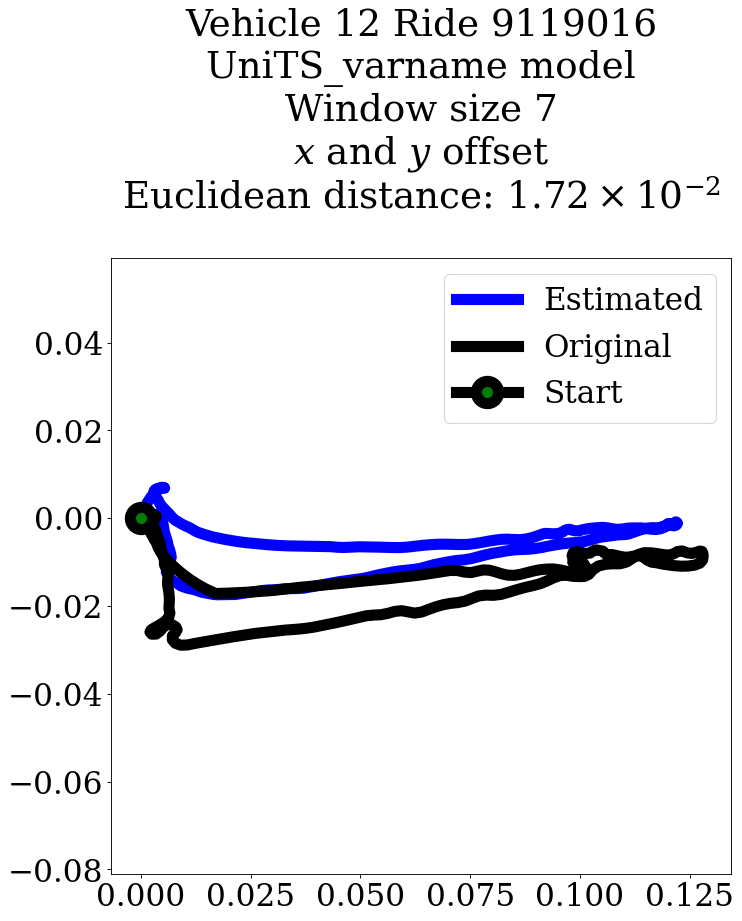 Vehicle 12 Ride 9119016
UniTS_varname model
Window size 7
x and y offset
Euclidean distance: 1.72 × 10⁻²
Estimated
Original
Start
0.04
0.02
0.00
−0.02
−0.04
−0.06
−0.08
0.000 0.025 0.050 0.075 0.100 0.125